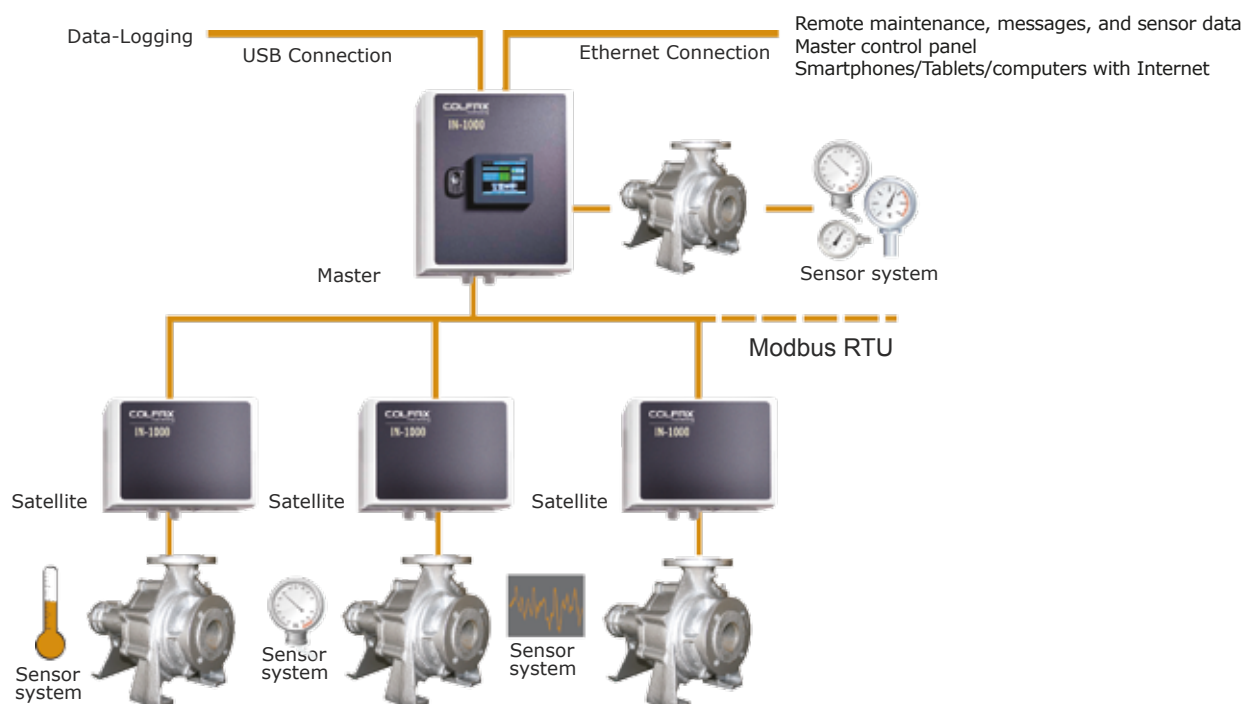 Data-Logging
USB Connection
Ethernet Connection
Remote maintenance, messages, and sensor data
Master control panel
Smartphones/Tablets/computers with Internet
COLFAX
IN-1000
Master
Sensor system
Modbus RTU
COLFAX
IN-1000
COLFAX
IN-1000
COLFAX
IN-1000
Satellite
Satellite
Satellite
Sensor
system
Sensor
system
Sensor
system